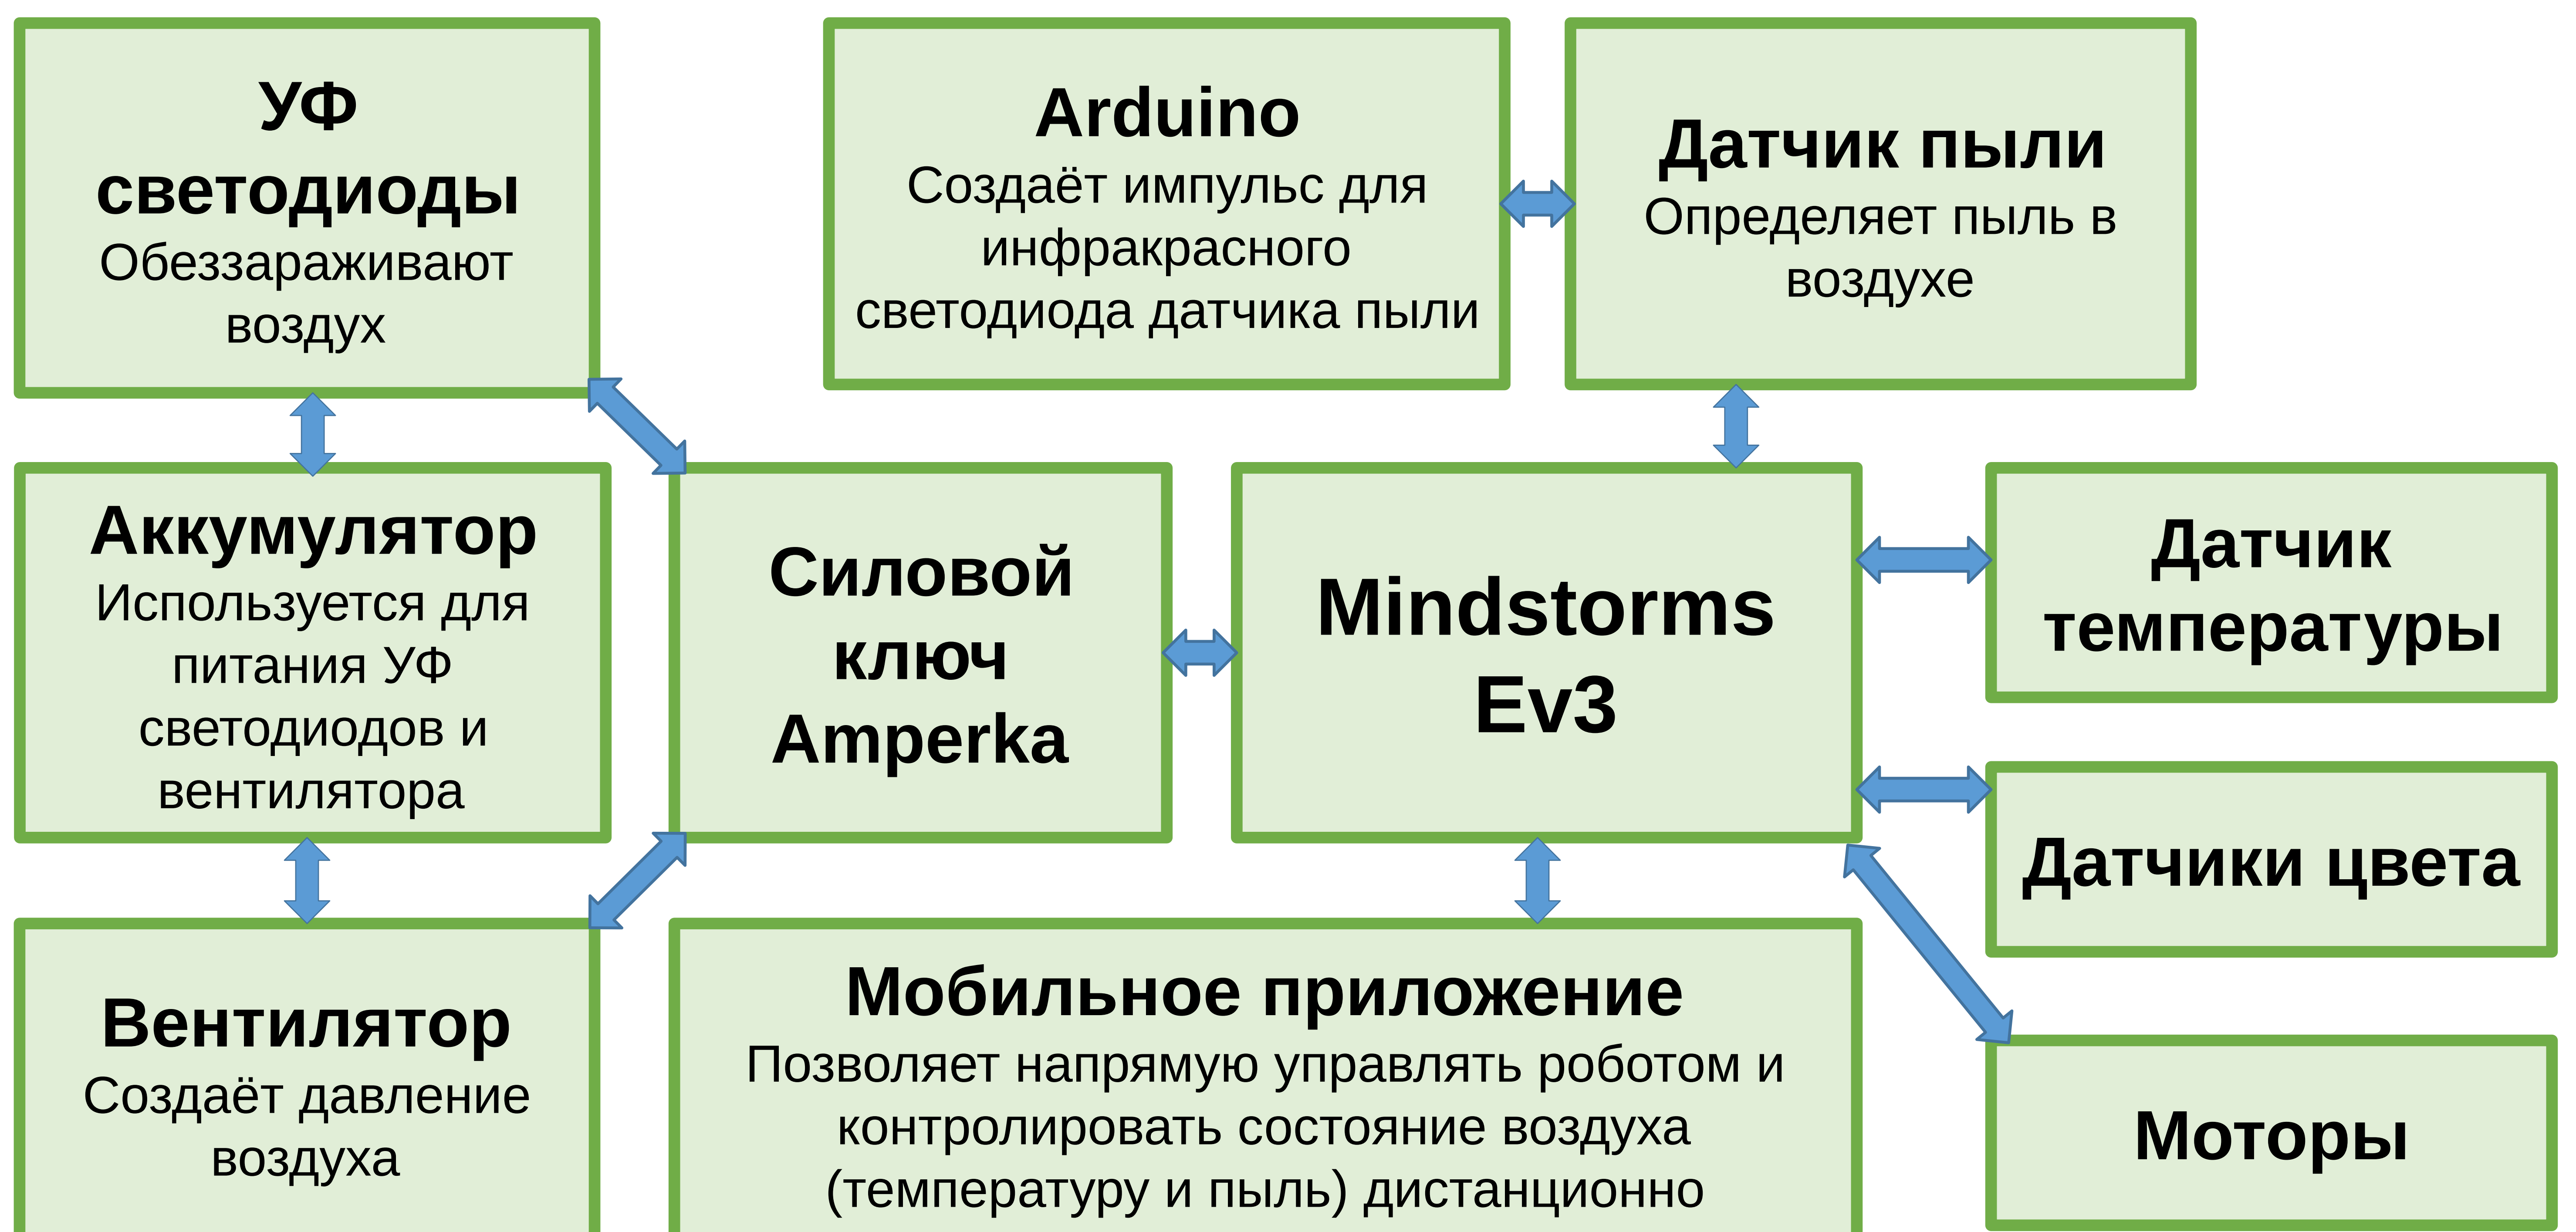 УФ
светодиоды
Обеззараживают
воздух
Arduino
Создаёт импульс для
инфракрасного
светодиода датчика пыли
Датчик пыли
Определяет пыль в
воздухе
Аккумулятор
Используется для
питания УФ
светодиодов и
вентилятора
Силовой
ключ
Amperka
Mindstorms
Ev3
Датчик
температуры
Датчики цвета
Вентилятор
Создаёт давление
воздуха
Мобильное приложение
Позволяет напрямую управлять роботом и
контролировать состояние воздуха
(температуру и пыль) дистанционно
Моторы